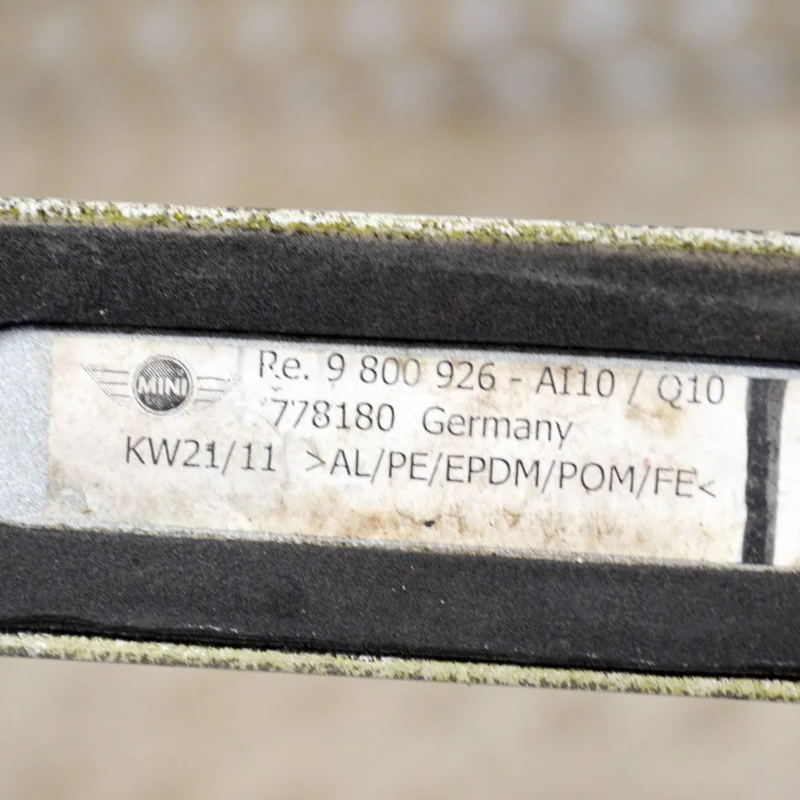 MINI
Re. 9 800 926 - AI10 / Q10
778180 Germany
KW21/11 >AL/PE/EPDM/POM/FE<